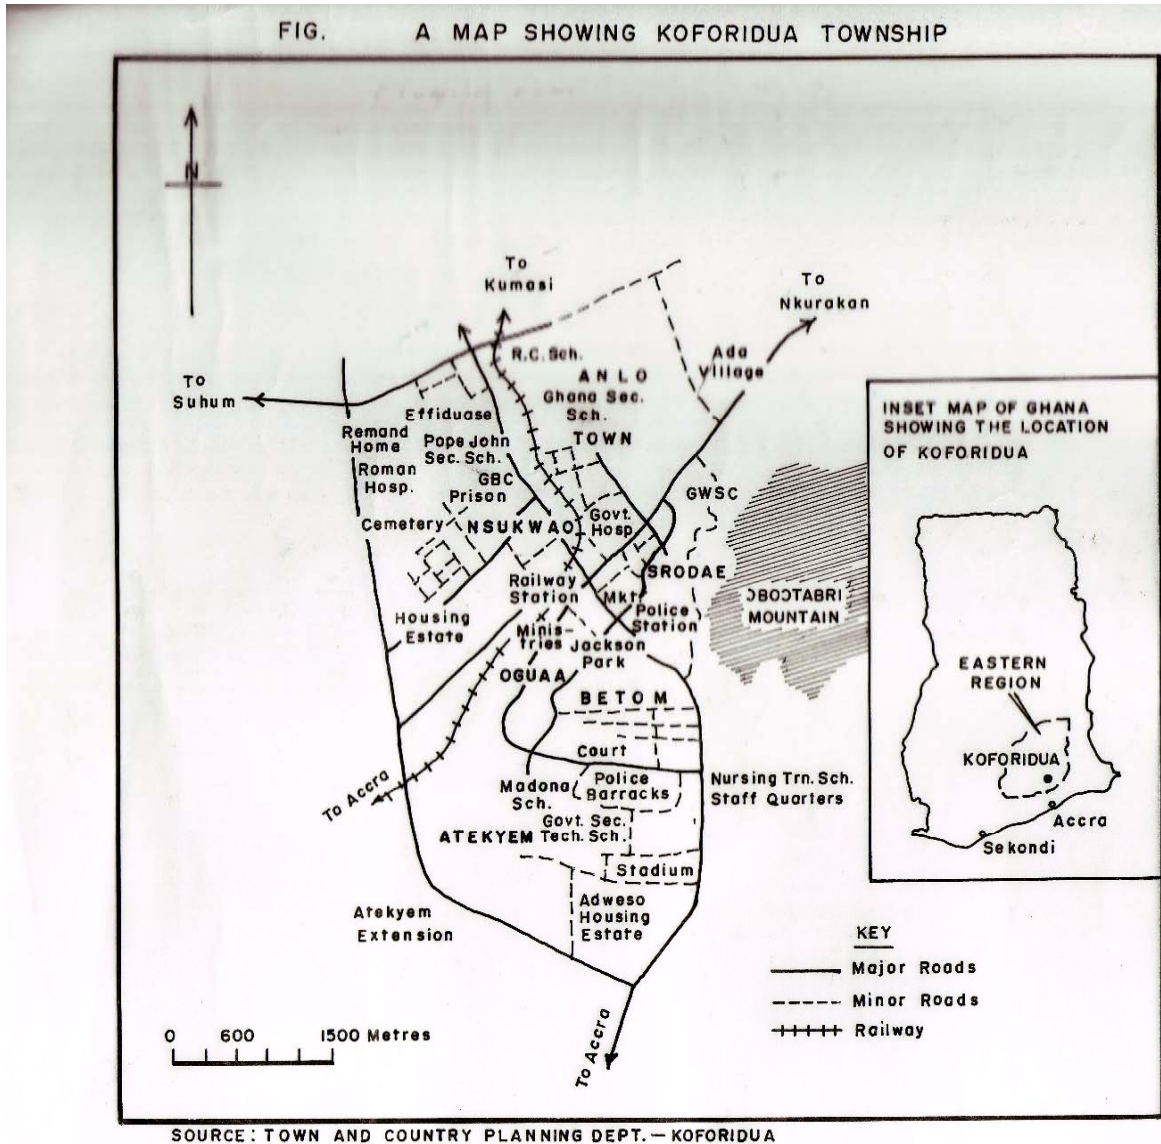 FIG. A MAP SHOWING KOFORIDUA TOWNSHIP
N
To
Kumasi
To
Nkurakan
To
Suhum
R.C. Sch.
Ada
Village
ANLO
Ghana Sec.
Sch.
TOWN
Effiduase
Remand
Home
Roman
Hosp.
Pope John
Sec. Sch.
GBC
Prison
Cemetery
NSUKWAO
Govt.
Hosp
GWSC
SRODAE
Railway
Station
Mkt
Police
Station
ƆBOƆTABRI
MOUNTAIN
Housing
Estate
Minis-
tries
Jackson
Park
OGUAA
BETOM
Court
To Accra
Madona
Sch.
Police
Barracks
Nursing Trn. Sch.
Staff Quarters
Govt. Sec.
Tech. Sch.
ATEKYEM
Stadium
Adweso
Housing
Estate
Atekyem
Extension
To Accra
INSET MAP OF GHANA
SHOWING THE LOCATION
OF KOFORIDUA
EASTERN
REGION
KOFORIDUA
Accra
Sekondi
KEY
Major Roads
Minor Roads
Railway
0 600 1500 Metres
SOURCE: TOWN AND COUNTRY PLANNING DEPT. — KOFORIDUA